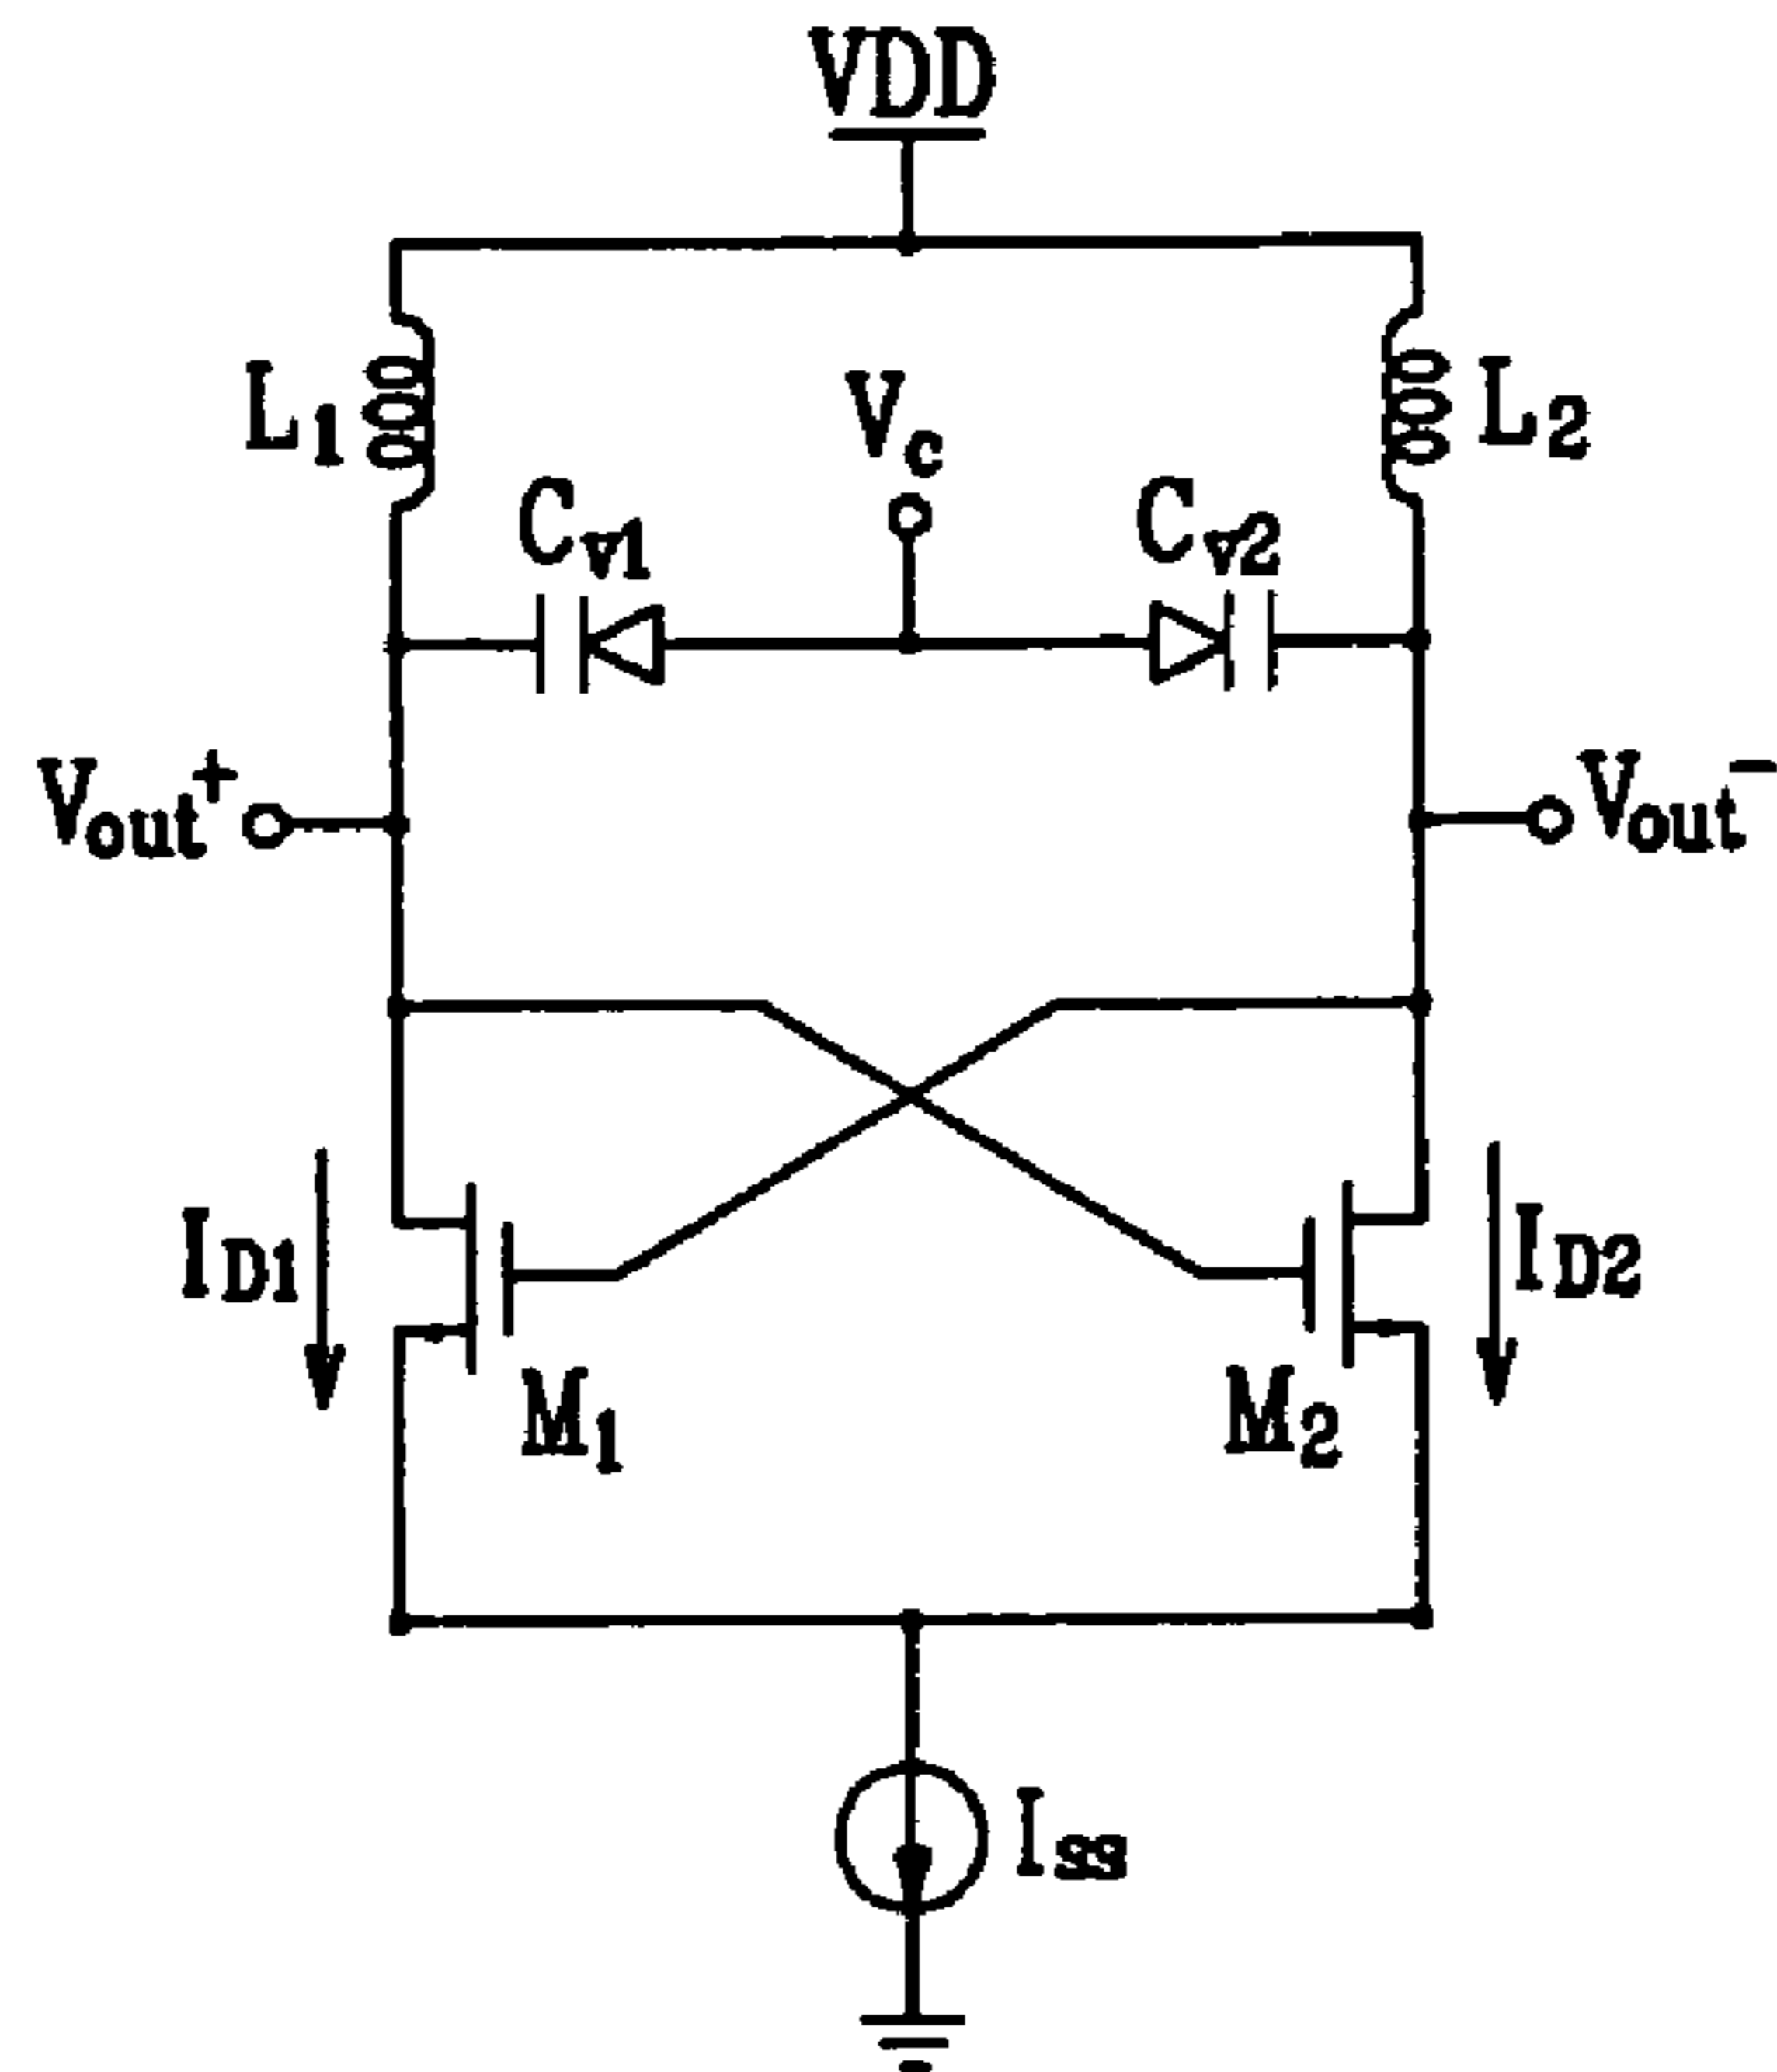 VDD
L1
Vc
L2
Cv1
Cv2
Vout+
Vout−
ID1
ID2
M1
M2
Iss